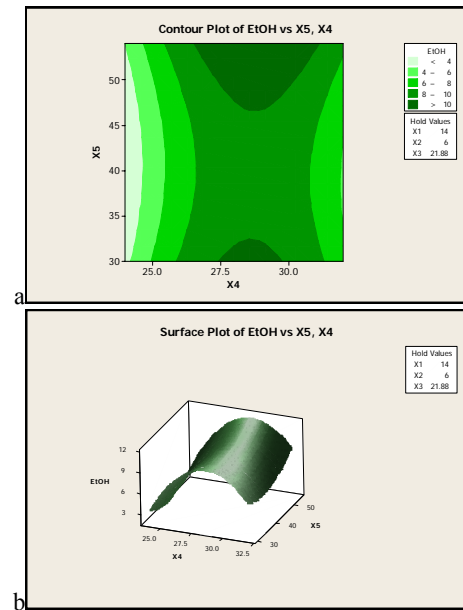 Contour Plot of EtOH vs X5, X4
EtOH
< 4
4 – 6
6 – 8
8 – 10
> 10
Hold Values
X1 14
X2 6
X3 21.88
50
45
40
35
30
X5
25.0 27.5 30.0
X4
a
Surface Plot of EtOH vs X5, X4
Hold Values
X1 14
X2 6
X3 21.88
12
9
6
3
EtOH
25.0 27.5 30.0 32.5
X4
30 40 50
X5
b